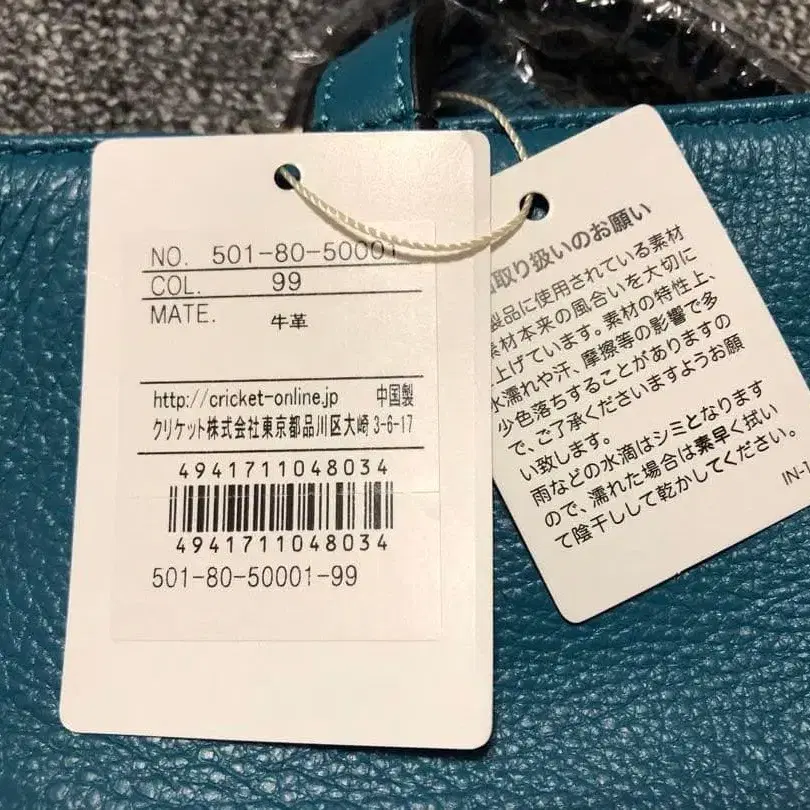 NO. 501-80-50001
COL. 99
MATE. 牛革
http://cricket-online.jp 中国製
クリケット株式会社東京都品川区大崎 3-6-17
4941711048034
4941711048034
501-80-50001-99
取り扱いのお願い
製品に使用されている素材
素材本来の風合いを大切に
上げています。素材の特性上、
水濡れや汗、摩擦等の影響で多
少色落ちすることがありますの
で、ご了承くださいますようお願
い致します。
雨などの水滴はシミとなります
ので、濡れた場合は素早く拭い
て陰干しして乾かしてください。
IN-1